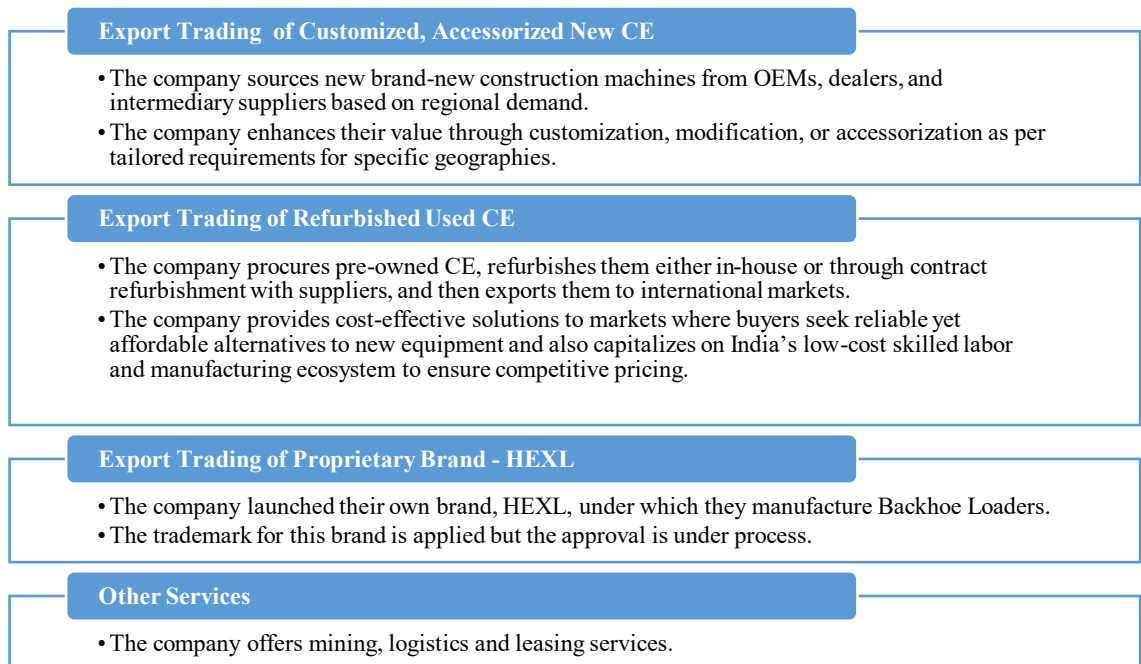 Export Trading of Customized, Accessorized New CE
• The company sources new brand-new construction machines from OEMs, dealers, and
intermediary suppliers based on regional demand.
• The company enhances their value through customization, modification, or accessorization as per
tailored requirements for specific geographies.
Export Trading of Refurbished Used CE
• The company procures pre-owned CE, refurbishes them either in-house or through contract
refurbishment with suppliers, and then exports them to international markets.
• The company provides cost-effective solutions to markets where buyers seek reliable yet
affordable alternatives to new equipment and also capitalizes on India’s low-cost skilled labor
and manufacturing ecosystem to ensure competitive pricing.
Export Trading of Proprietary Brand - HEXL
• The company launched their own brand, HEXL, under which they manufacture Backhoe Loaders.
• The trademark for this brand is applied but the approval is under process.
Other Services
• The company offers mining, logistics and leasing services.